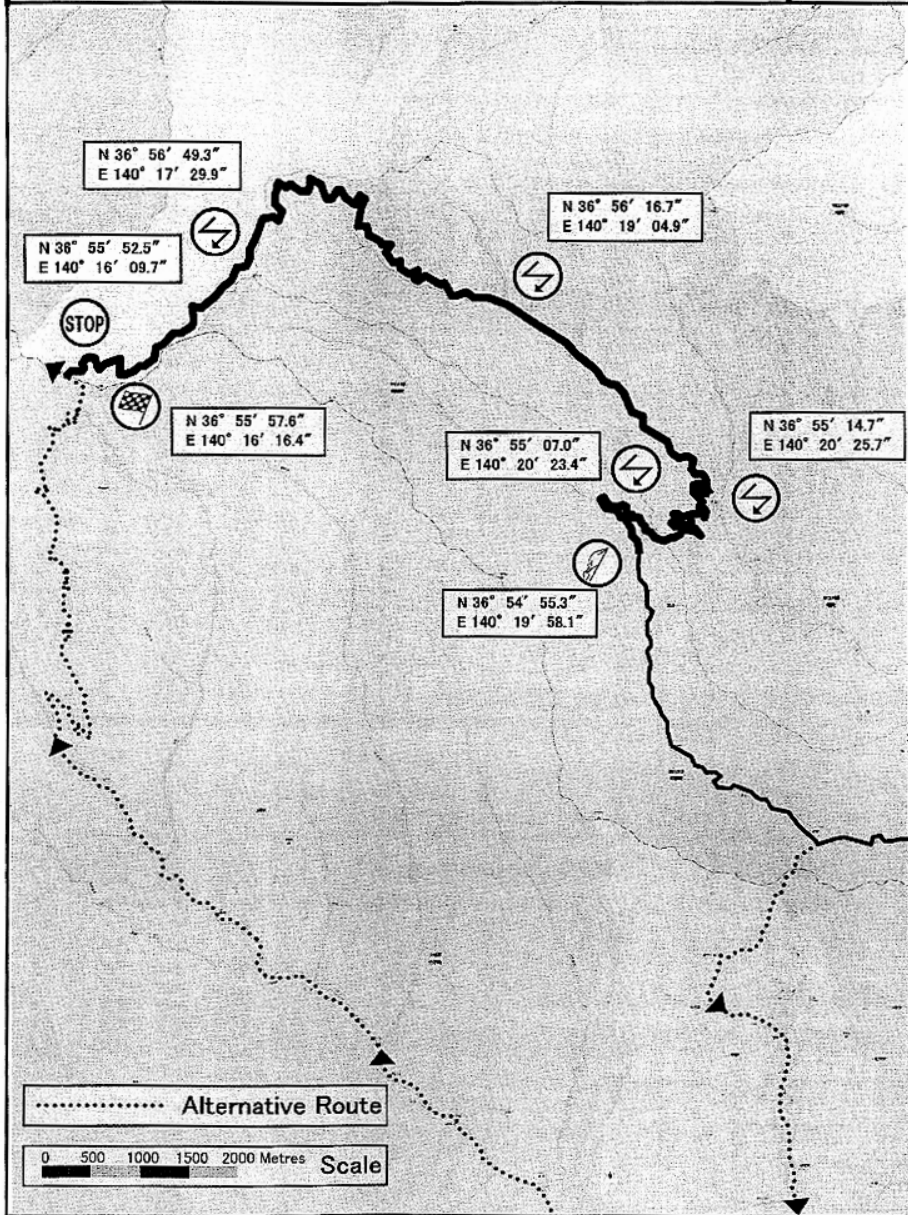 N 36° 56′ 49.3″
E 140° 17′ 29.9″
N 36° 56′ 16.7″
E 140° 19′ 04.9″
N 36° 55′ 52.5″
E 140° 16′ 09.7″
STOP
N 36° 55′ 57.6″
E 140° 16′ 16.4″
N 36° 55′ 07.0″
E 140° 20′ 23.4″
N 36° 55′ 14.7″
E 140° 20′ 25.7″
N 36° 54′ 55.3″
E 140° 19′ 58.1″
Alternative Route
0 500 1000 1500 2000 Metres Scale